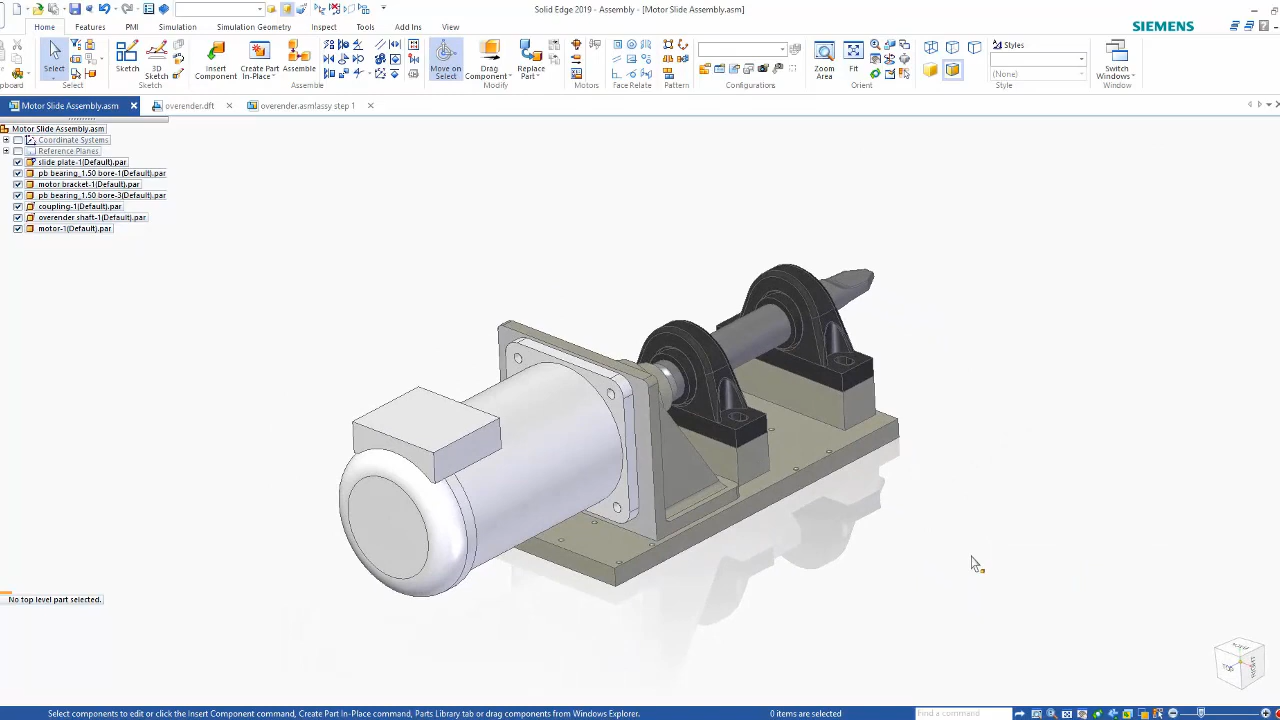 Solid Edge 2019 - Assembly - [Motor Slide Assembly.asm]
Home Features PMI Simulation Simulation Geometry Inspect Tools Add Ins View
SIEMENS
Select
Sketch
3D
Sketch
Insert
Component
Create Part
In-Place
Assemble
Move on
Select
Drag
Component
Replace
Part
Zoom
Area
Fit
Styles
(None)
Switch
Windows
pboard Select Sketch Assemble Modify Motors Face Relate Pattern Configurations Orient Style Window
Motor Slide Assembly.asm overender.dft overender.asmlassy step 1
Motor Slide Assembly.asm
Coordinate Systems
Reference Planes
slide plate-1(Default).par
pb bearing_1.50 bore-1(Default).par
motor bracket-1(Default).par
pb bearing_1.50 bore-3(Default).par
coupling-1(Default).par
overender shaft-1(Default).par
motor-1(Default).par
No top level part selected.
TOP
RIGHT
Select components to edit or click the Insert Component command, Create Part In-Place command, Parts Library tab or drag components from Windows Explorer.
0 items are selected
Find a command